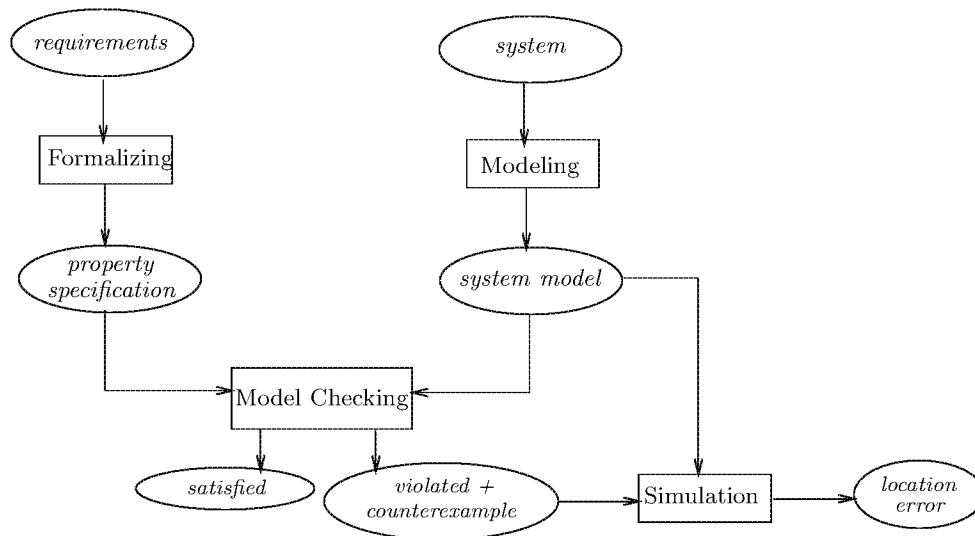 requirements
system
Formalizing
Modeling
property
specification
system model
Model Checking
satisfied
violated +
counterexample
Simulation
location
error